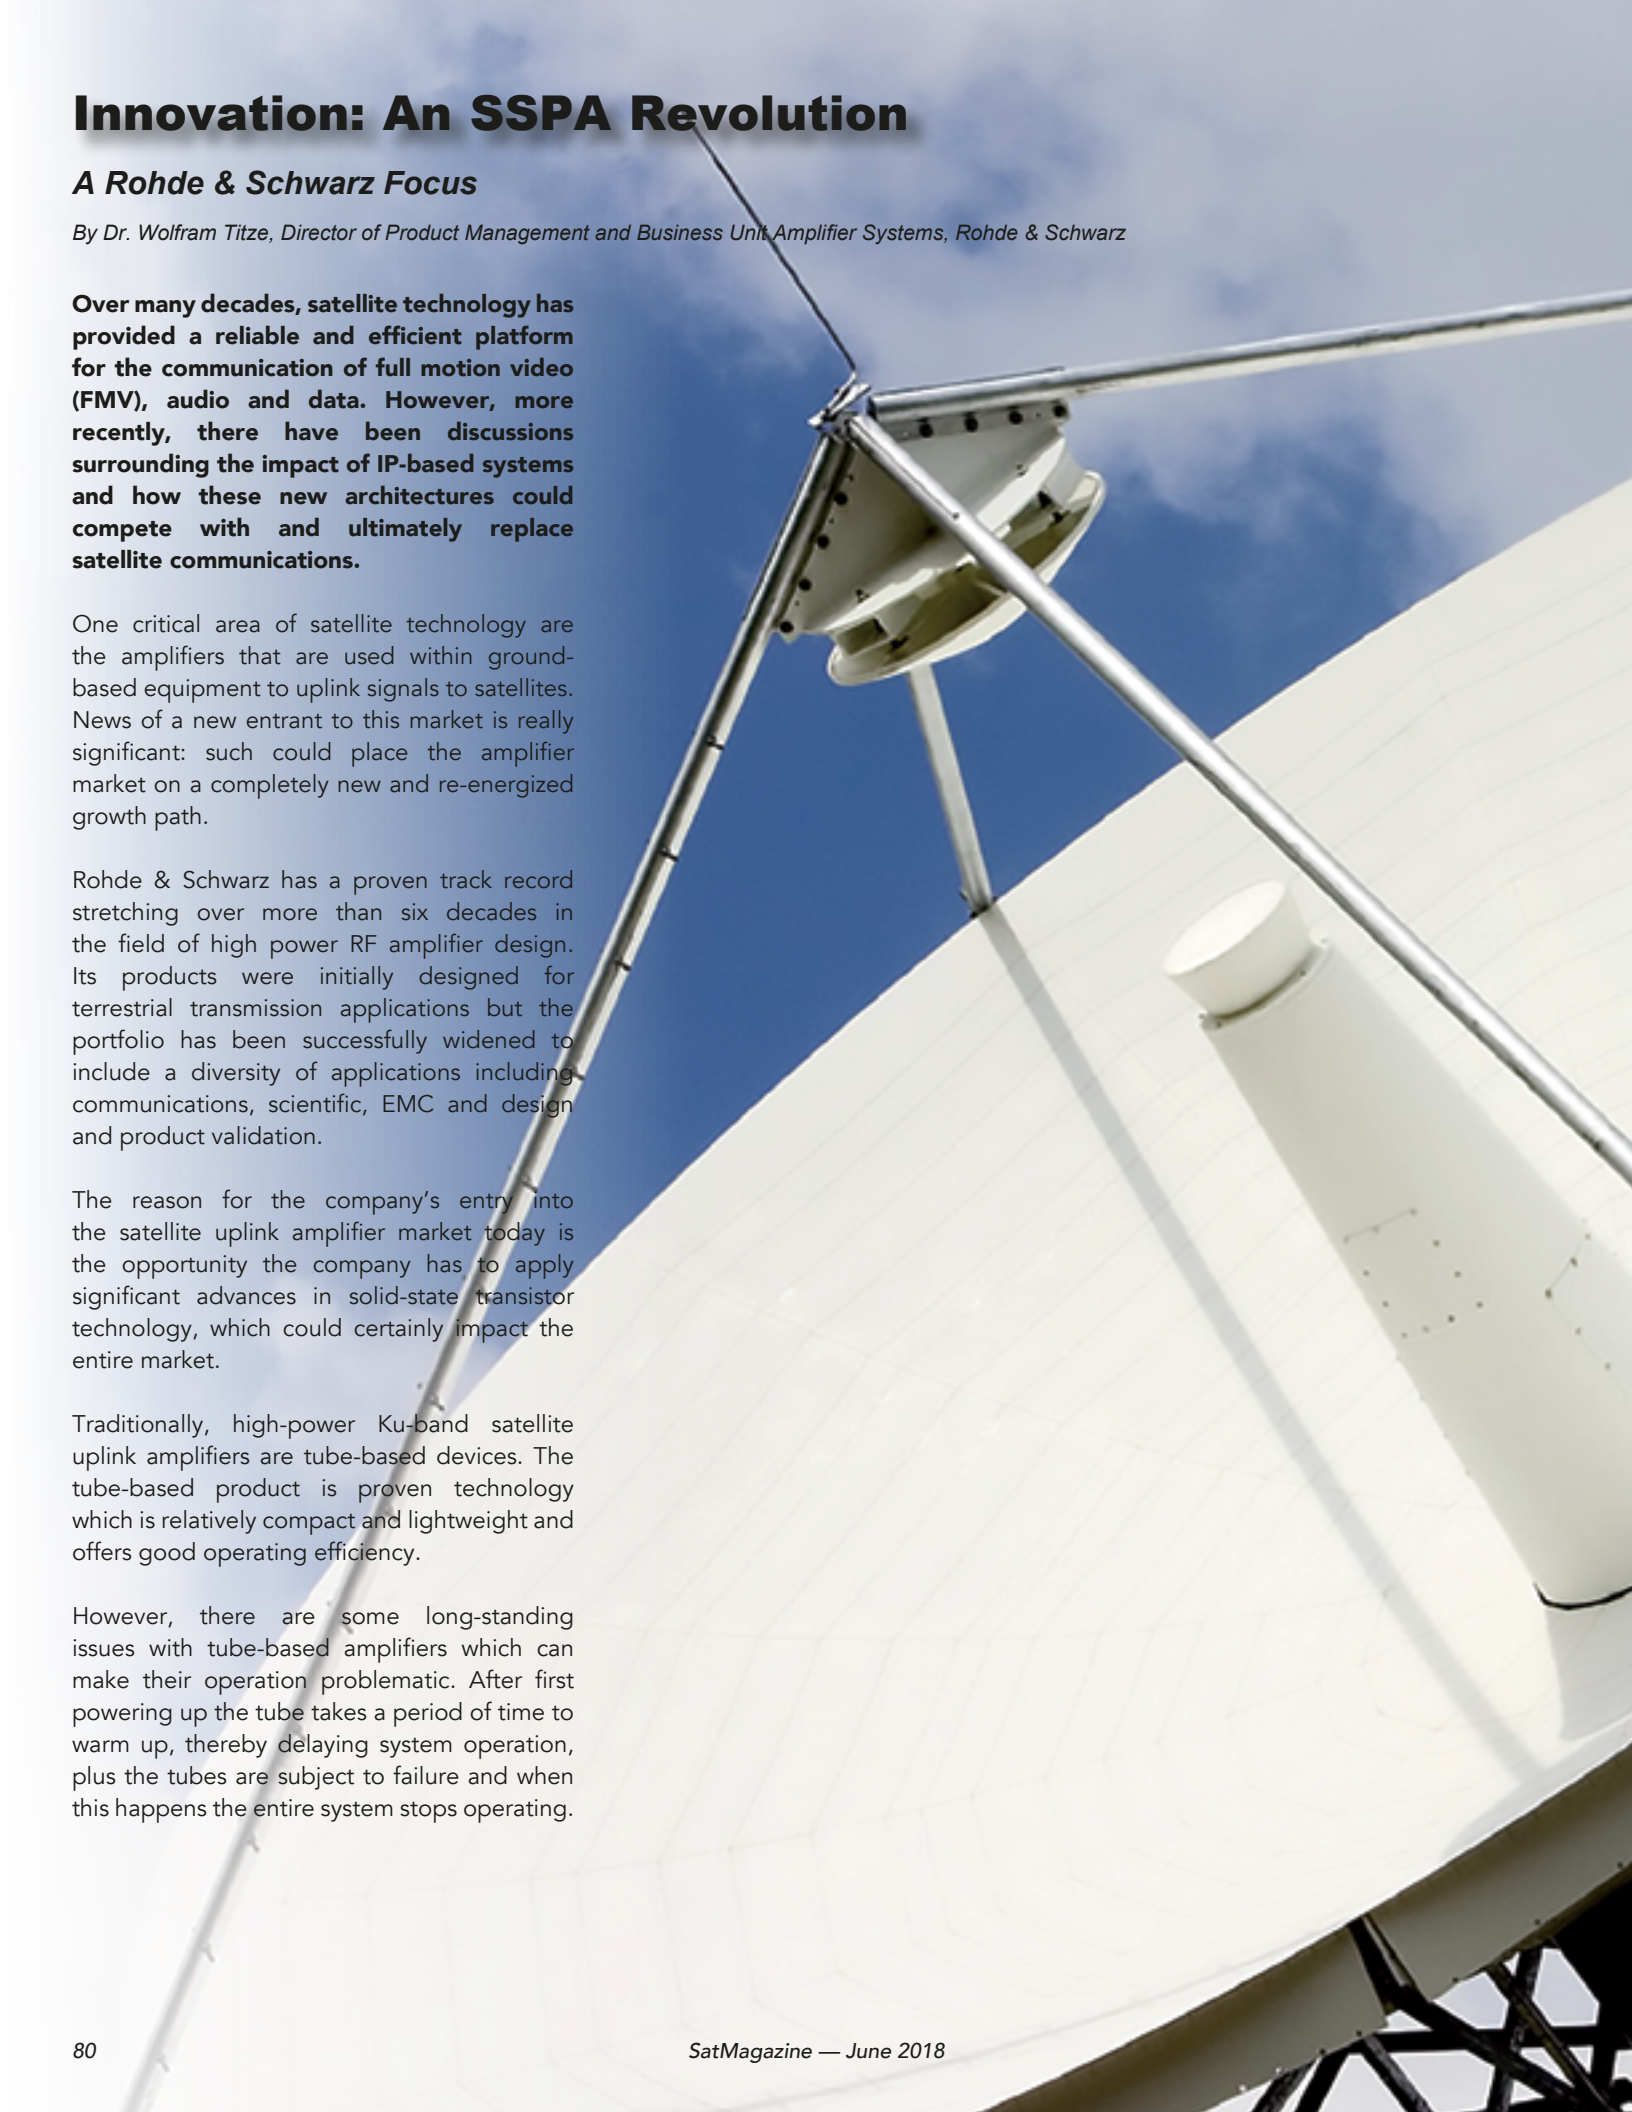 Innovation: An SSPA Revolution
A Rohde & Schwarz Focus
By Dr. Wolfram Titze, Director of Product Management and Business Unit Amplifier Systems, Rohde & Schwarz
Over many decades, satellite technology has
provided a reliable and efficient platform
for the communication of full motion video
(FMV), audio and data. However, more
recently, there have been discussions
surrounding the impact of IP-based systems
and how these new architectures could
compete with and ultimately replace
satellite communications.
One critical area of satellite technology are
the amplifiers that are used within ground-
based equipment to uplink signals to satellites.
News of a new entrant to this market is really
significant: such could place the amplifier
market on a completely new and re-energized
growth path.
Rohde & Schwarz has a proven track record
stretching over more than six decades in
the field of high power RF amplifier design.
Its products were initially designed for
terrestrial transmission applications but the
portfolio has been successfully widened to
include a diversity of applications including
communications, scientific, EMC and design
and product validation.
The reason for the company's entry into
the satellite uplink amplifier market today is
the opportunity the company has to apply
significant advances in solid-state transistor
technology, which could certainly impact the
entire market.
Traditionally, high-power Ku-band satellite
uplink amplifiers are tube-based devices. The
tube-based product is proven technology
which is relatively compact and lightweight and
offers good operating efficiency.
However, there are some long-standing
issues with tube-based amplifiers which can
make their operation problematic. After first
powering up the tube takes a period of time to
warm up, thereby delaying system operation,
plus the tubes are subject to failure and when
this happens the entire system stops operating.
80
SatMagazine — June 2018